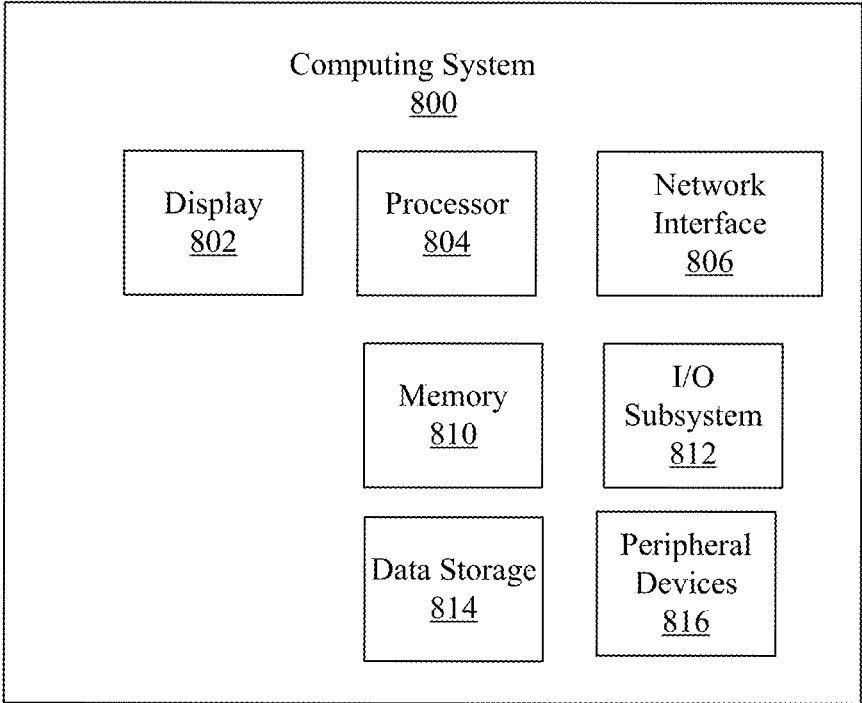 Computing System
800
Display
802
Processor
804
Network
Interface
806
Memory
810
I/O
Subsystem
812
Data Storage
814
Peripheral
Devices
816